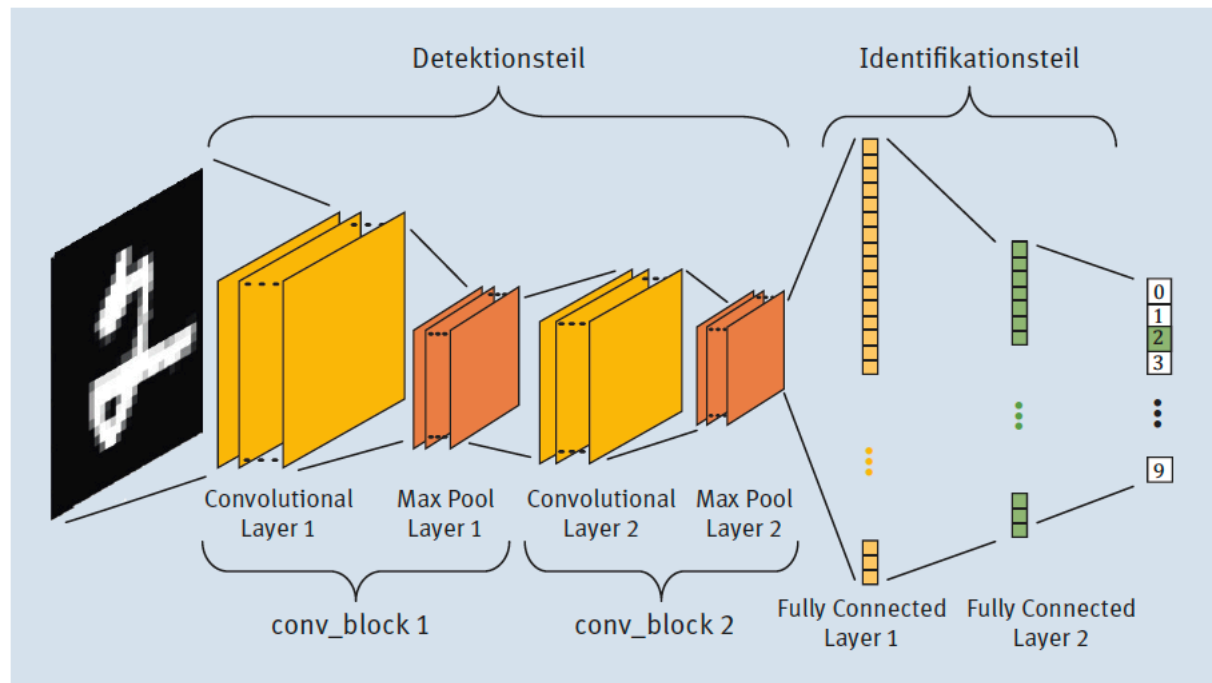 Detektionsteil
Identifikationsteil
0
1
2
3
9
Convolutional
Layer 1
Max Pool
Layer 1
Convolutional
Layer 2
Max Pool
Layer 2
conv_block 1
conv_block 2
Fully Connected
Layer 1
Fully Connected
Layer 2